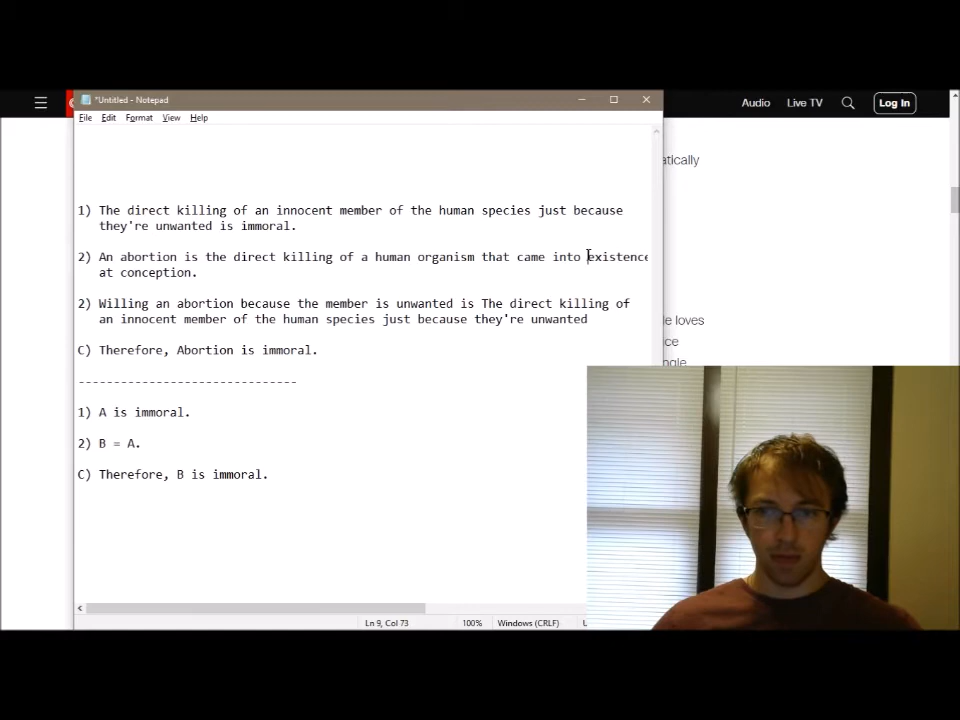 *Untitled - Notepad
Audio Live TV Log In
File Edit Format View Help
atically
1) The direct killing of an innocent member of the human species just because
they're unwanted is immoral.
2) An abortion is the direct killing of a human organism that came into existence
at conception.
2) Willing an abortion because the member is unwanted is The direct killing of
an innocent member of the human species just because they're unwanted
e loves
ce
C) Therefore, Abortion is immoral.
ngle
------------------------------
1) A is immoral.
2) B = A.
C) Therefore, B is immoral.
Ln 9, Col 73 100% Windows (CRLF)